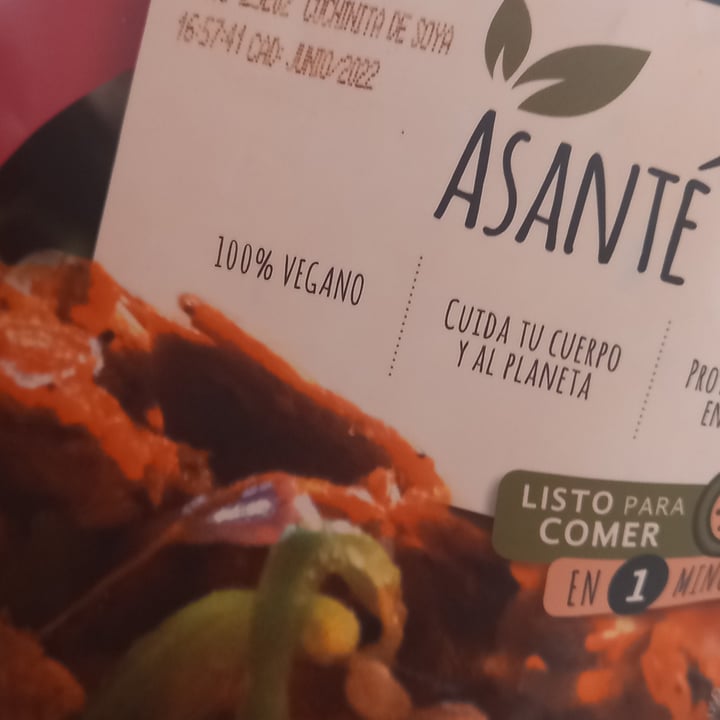 COCHINITA DE SOYA
16:57:41 CAD: JUNIO/2022
ASANTÉ
100% VEGANO
CUIDA TU CUERPO
Y AL PLANETA
LISTO PARA
COMER
EN 1